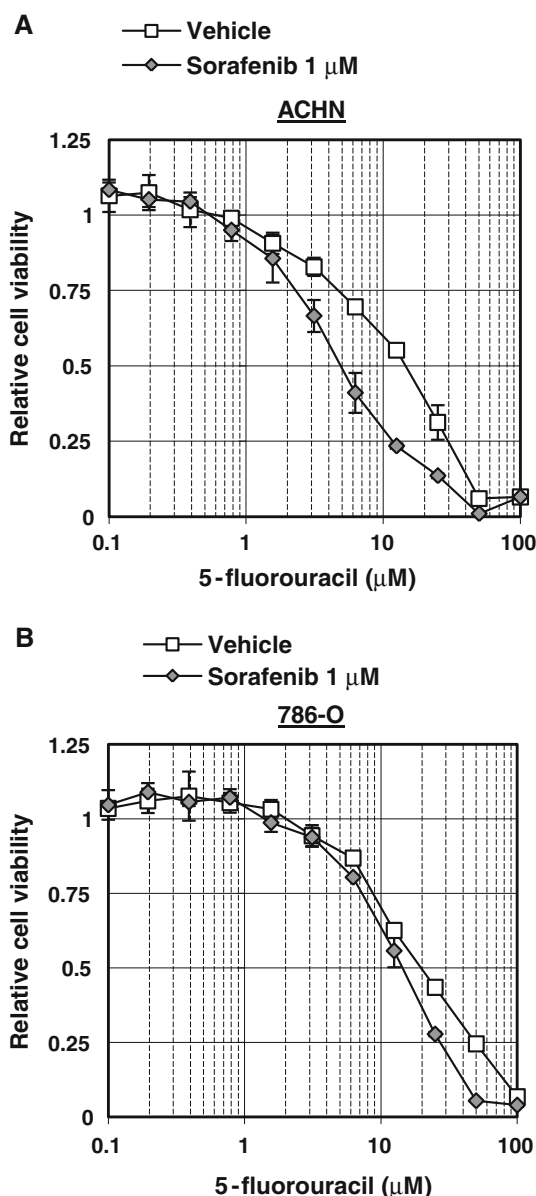 A
Vehicle
Sorafenib 1 μM
ACHN
1.25
1
0.75
0.5
0.25
0
Relative cell viability
0.1
1
10
100
5-fluorouracil (μM)
B
Vehicle
Sorafenib 1 μM
786-O
1.25
1
0.75
0.5
0.25
0
Relative cell viability
0.1
1
10
100
5-fluorouracil (μM)